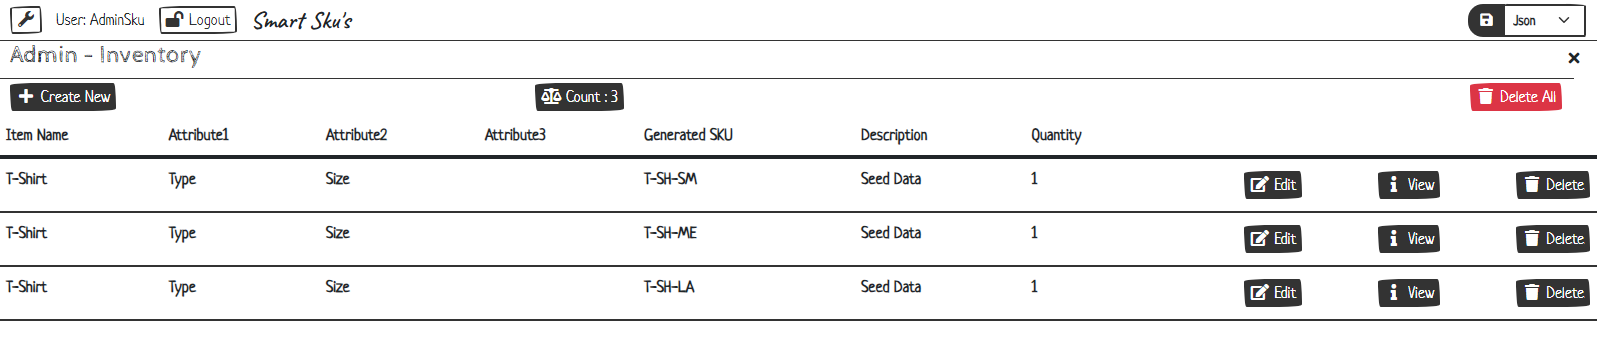 User: AdminSku Logout Smart Sku's Json
Admin - Inventory
Create New Count : 3 Delete All
Item Name Attribute1 Attribute2 Attribute3 Generated SKU Description Quantity
T-Shirt Type Size T-SH-SM Seed Data 1 Edit View Delete
T-Shirt Type Size T-SH-ME Seed Data 1 Edit View Delete
T-Shirt Type Size T-SH-LA Seed Data 1 Edit View Delete